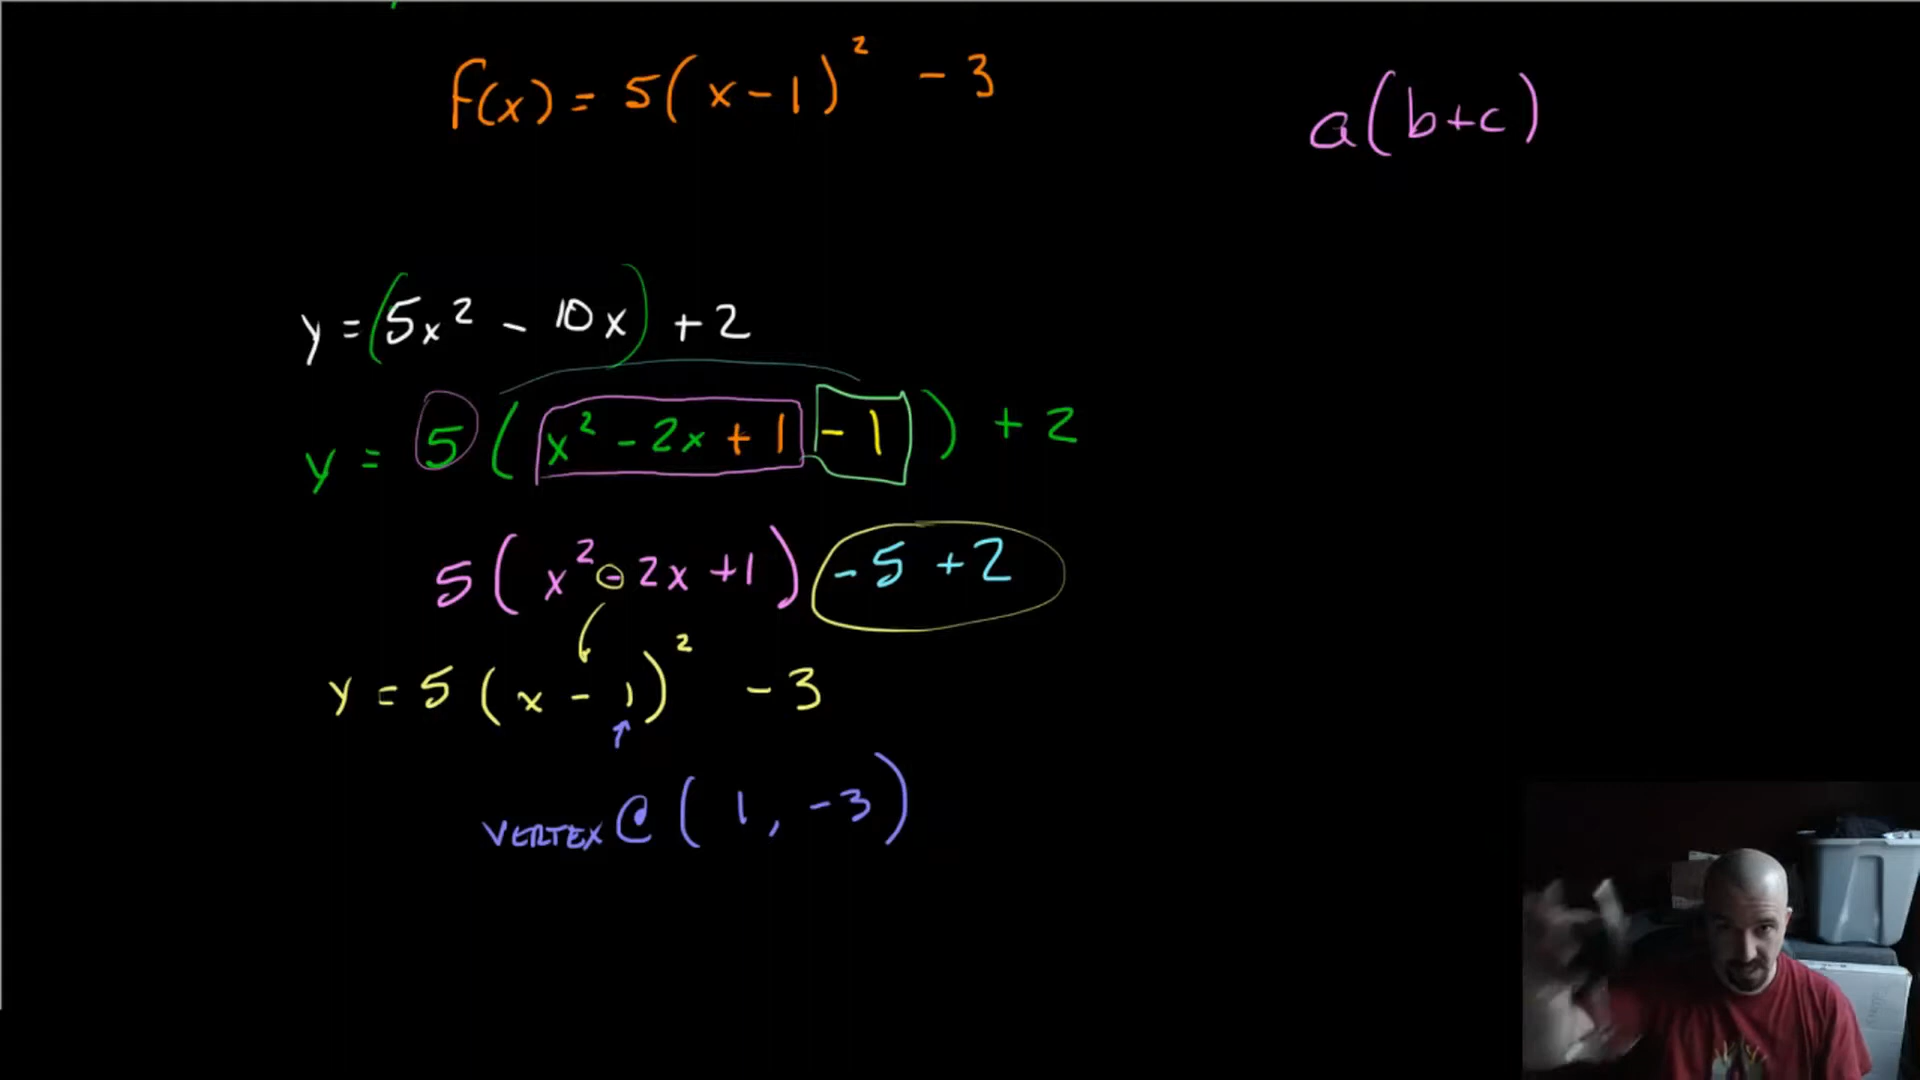 f(x) = 5(x-1)² - 3
a(b+c)
y = (5x² - 10x) + 2
y = 5(x² - 2x + 1 - 1) + 2
5(x² - 2x + 1) - 5 + 2
y = 5(x - 1)² - 3
VERTEX @ (1, -3)